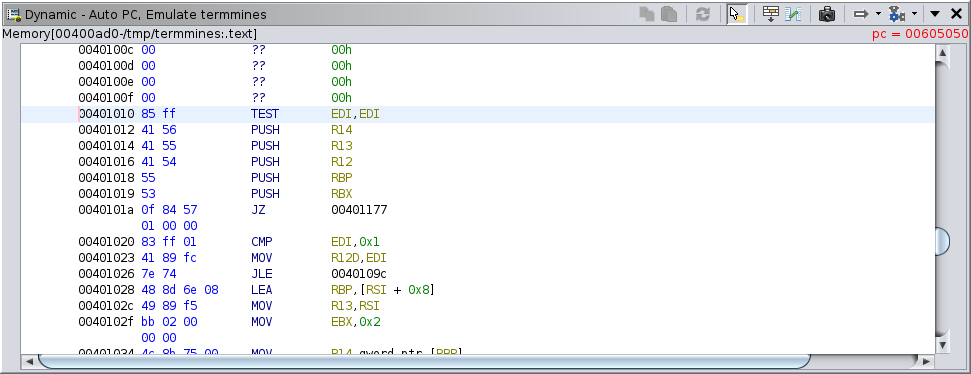 Dynamic - Auto PC, Emulate termmines
Memory[00400ad0-/tmp/termmines:.text] pc = 00605050
0040100c 00 ?? 00h
0040100d 00 ?? 00h
0040100e 00 ?? 00h
0040100f 00 ?? 00h
00401010 85 ff TEST EDI,EDI
00401012 41 56 PUSH R14
00401014 41 55 PUSH R13
00401016 41 54 PUSH R12
00401018 55 PUSH RBP
00401019 53 PUSH RBX
0040101a 0f 84 57 JZ 00401177
01 00 00
00401020 83 ff 01 CMP EDI,0x1
00401023 41 89 fc MOV R12D,EDI
00401026 7e 74 JLE 0040109c
00401028 48 8d 6e 08 LEA RBP,[RSI + 0x8]
0040102c 49 89 f5 MOV R13,RSI
0040102f bb 02 00 MOV EBX,0x2
00 00
00401034 4c 8b 75 00 MOV R14,qword ptr [RBP]